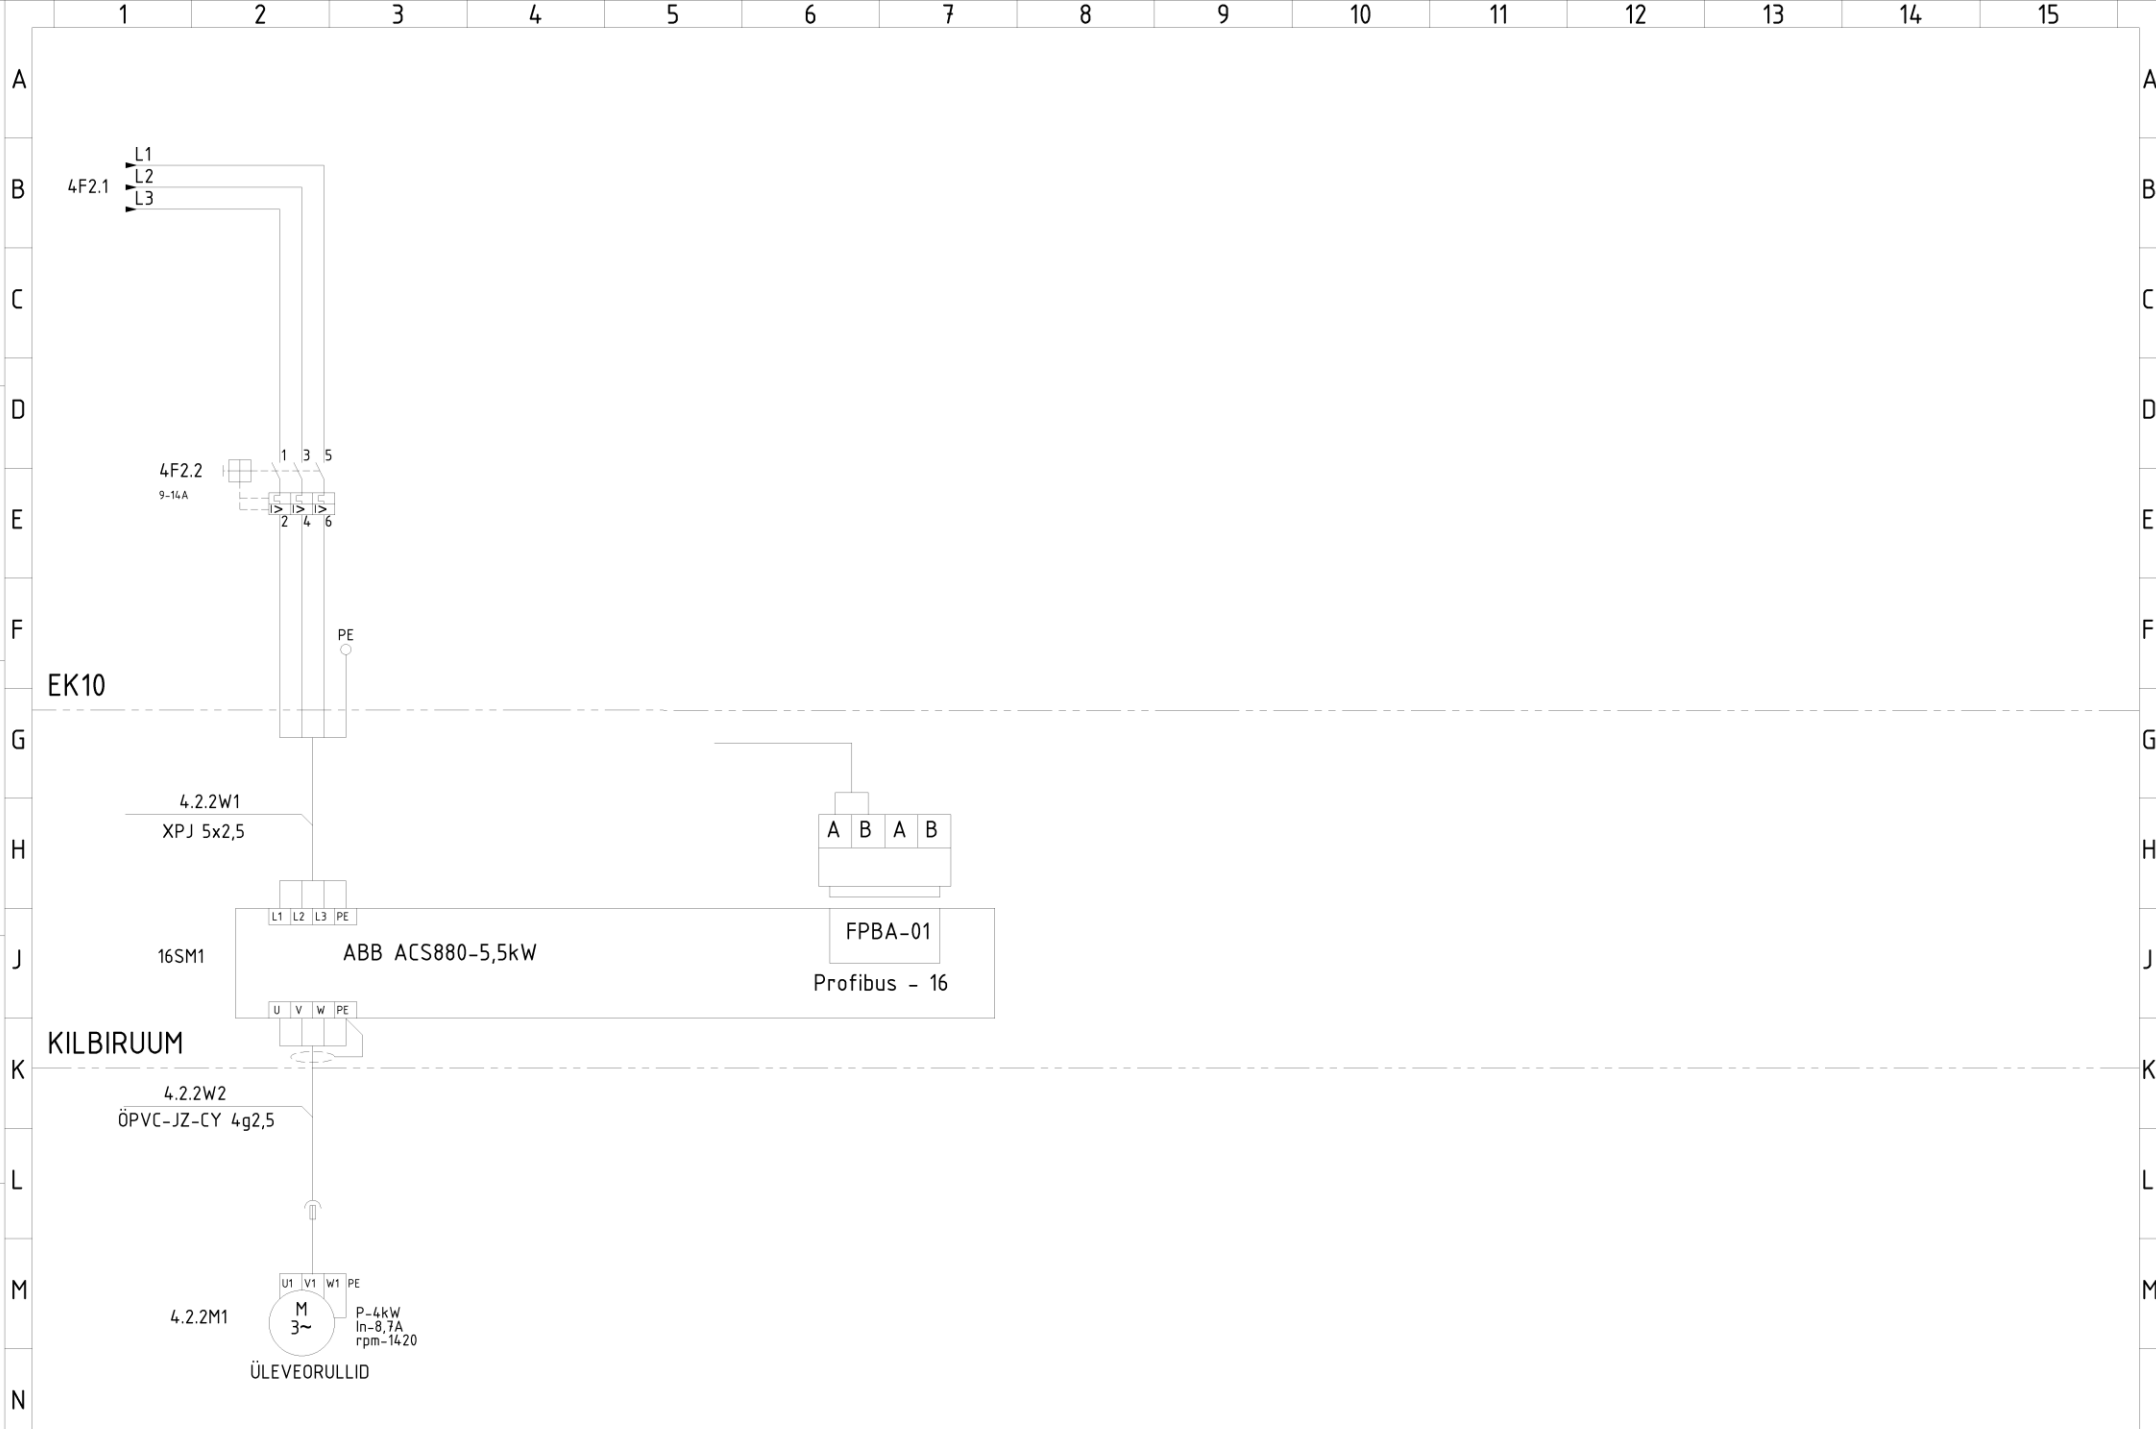 1 2 3 4 5 6 7 8 9 10 11 12 13 14 15
A A
L1
L2
4F2.1
B B
L3
C C
D D
1 3 5
4F2.2
9-14A
I> I> I>
2 4 6
E E
F F
PE
EK10
G G
4.2.2W1
XPJ 5x2,5
A B A B
H H
L1 L2 L3 PE
FPBA-01
16SM1
ABB ACS880-5,5kW
J J
Profibus - 16
U V W PE
KILBIRUUM
K K
4.2.2W2
ÖPVC-JZ-CY 4g2,5
L L
U1 V1 W1 PE
M M
4.2.2M1
M
3~
P-4kW
In-8,7A
rpm-1420
ÜLEVEORULLID
N